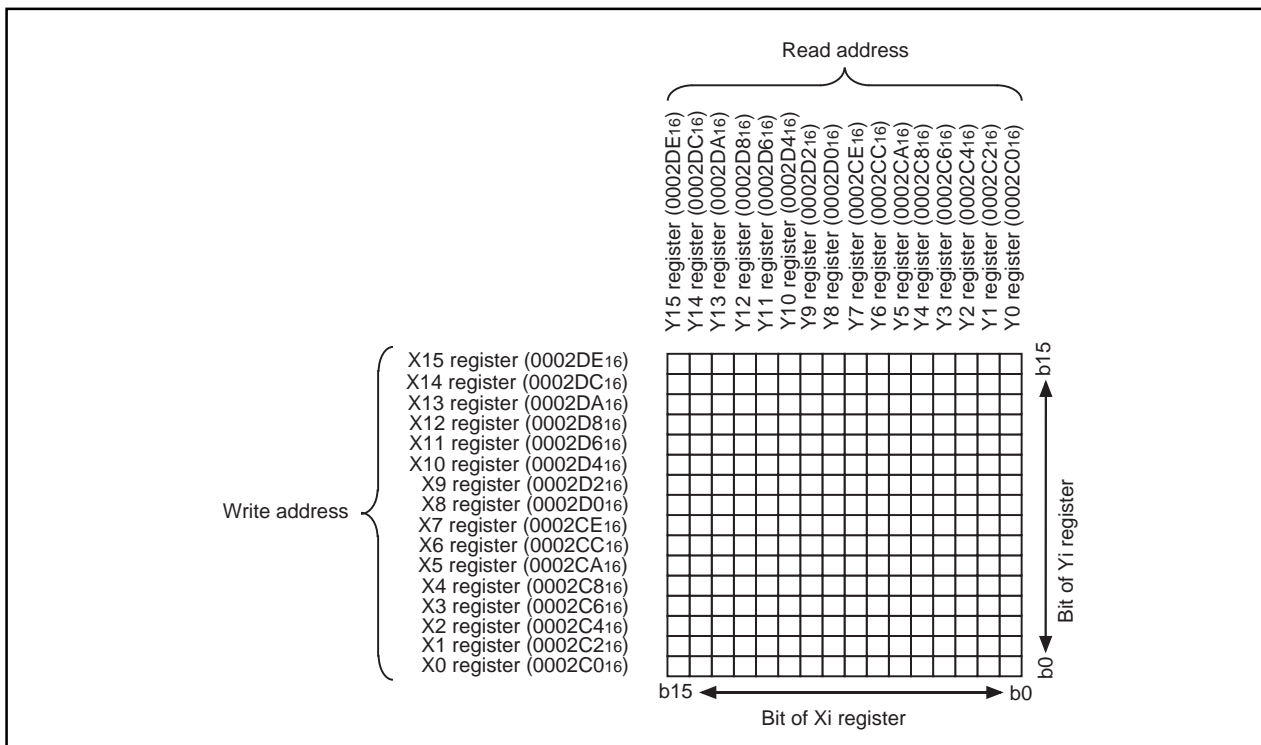 Read address
Y15 register (0002DE16)
Y14 register (0002DC16)
Y13 register (0002DA16)
Y12 register (0002D816)
Y11 register (0002D616)
Y10 register (0002D416)
Y9 register (0002D216)
Y8 register (0002D016)
Y7 register (0002CE16)
Y6 register (0002CC16)
Y5 register (0002CA16)
Y4 register (0002C816)
Y3 register (0002C616)
Y2 register (0002C416)
Y1 register (0002C216)
Y0 register (0002C016)
Write address
X15 register (0002DE16)
X14 register (0002DC16)
X13 register (0002DA16)
X12 register (0002D816)
X11 register (0002D616)
X10 register (0002D416)
X9 register (0002D216)
X8 register (0002D016)
X7 register (0002CE16)
X6 register (0002CC16)
X5 register (0002CA16)
X4 register (0002C816)
X3 register (0002C616)
X2 register (0002C416)
X1 register (0002C216)
X0 register (0002C016)
b15
Bit of Yi register
b0
b15
b0
Bit of Xi register